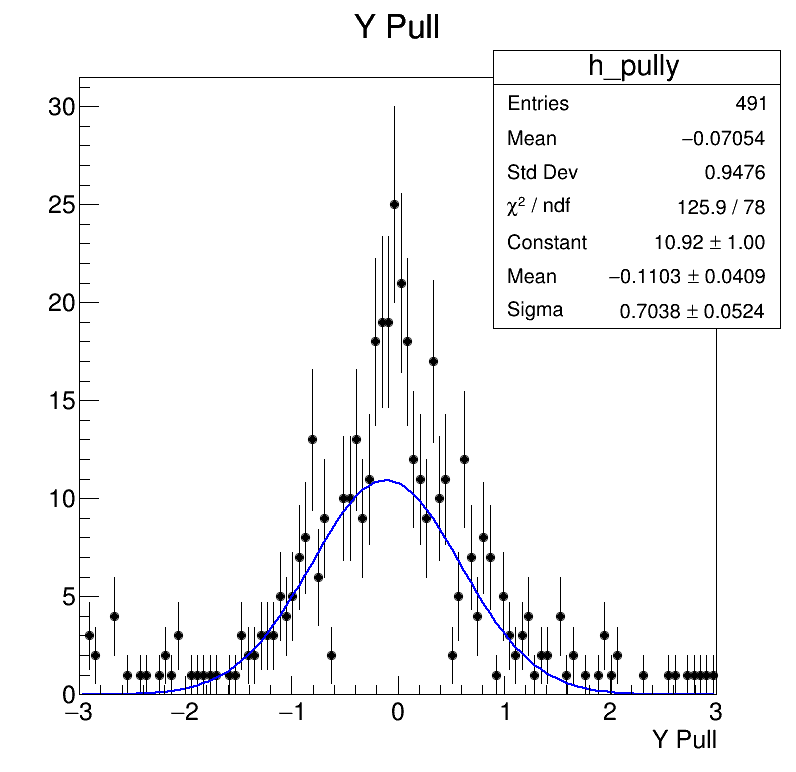 Y Pull
h_pully
Entries 491
Mean −0.07054
Std Dev 0.9476
χ² / ndf 125.9 / 78
Constant 10.92 ± 1.00
Mean −0.1103 ± 0.0409
Sigma 0.7038 ± 0.0524
30
25
20
15
10
5
0
−3 −2 −1 0 1 2 3
Y Pull